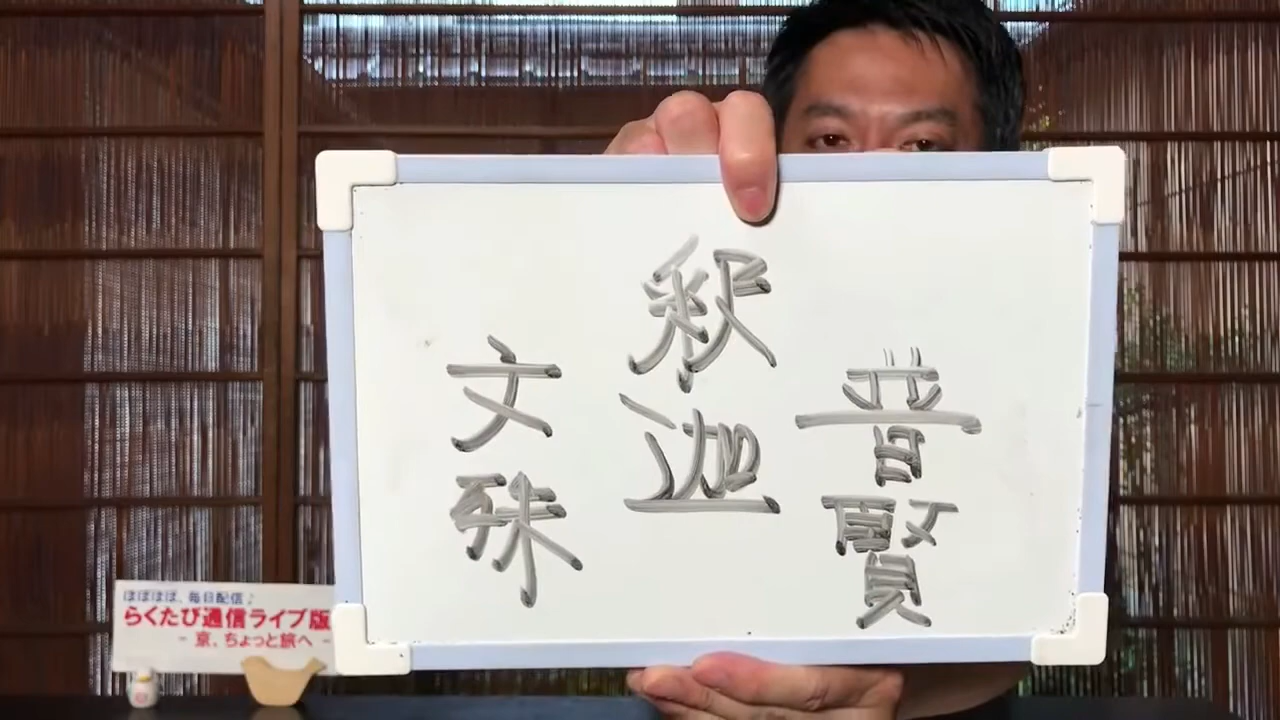 釈迦
文殊
普賢
ほぼほぼ、毎日配信♪
らくたび通信ライブ版
- 京、ちょっと旅へ -